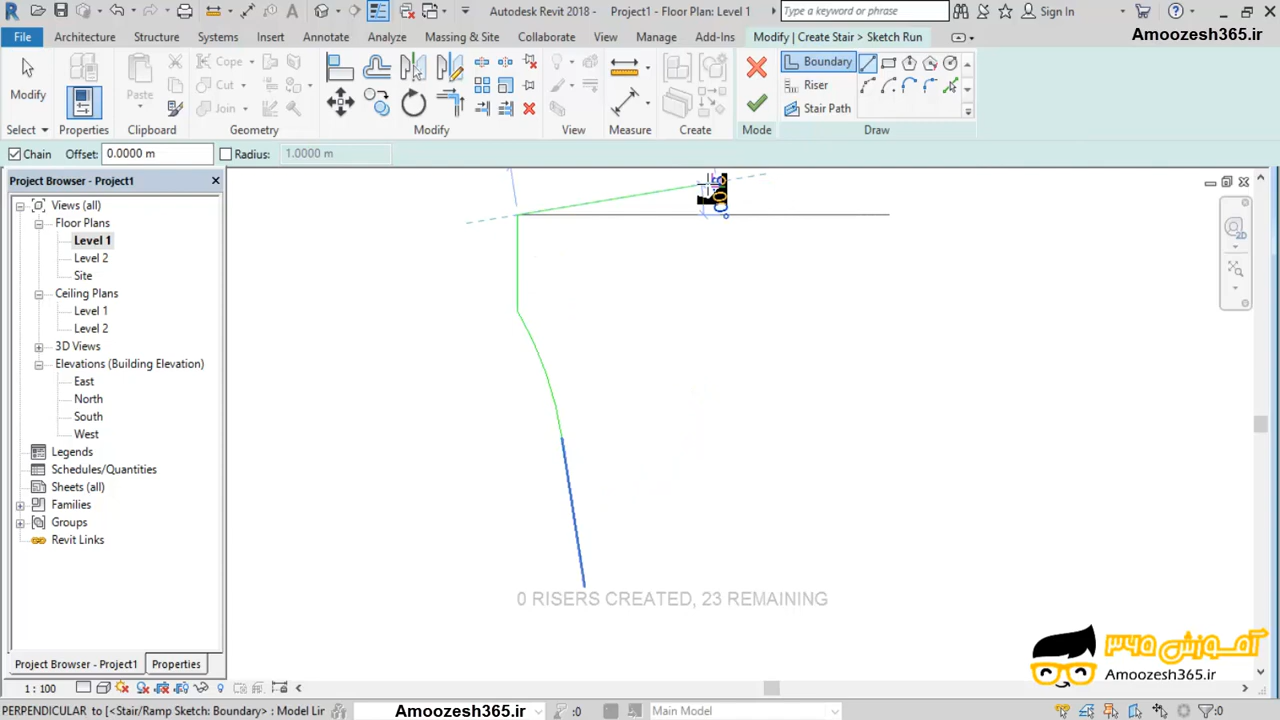 Autodesk Revit 2018 - Project1 - Floor Plan: Level 1
Type a keyword or phrase
Sign In
File Architecture Structure Systems Insert Annotate Analyze Massing & Site Collaborate View Manage Add-Ins Modify | Create Stair > Sketch Run
Amoozesh365.ir
Modify
Paste
Cope
Cut
Join
Boundary
Riser
Stair Path
Select Properties Clipboard Geometry Modify View Measure Create Mode Draw
Chain Offset: 0.0000 m Radius: 1.0000 m
Project Browser - Project1
Views (all)
Floor Plans
Level 1
Level 2
Site
Ceiling Plans
Level 1
Level 2
3D Views
Elevations (Building Elevation)
East
North
South
West
Legends
Schedules/Quantities
Sheets (all)
Families
Groups
Revit Links
2D
0 RISERS CREATED, 23 REMAINING
آمـوزش ۳۶۵
Amoozesh365.ir
Project Browser - Project1 Properties
1 : 100
PERPENDICULAR to [<Stair/Ramp Sketch: Boundary> : Model Lir
Amoozesh365.ir
:0
Main Model
:0